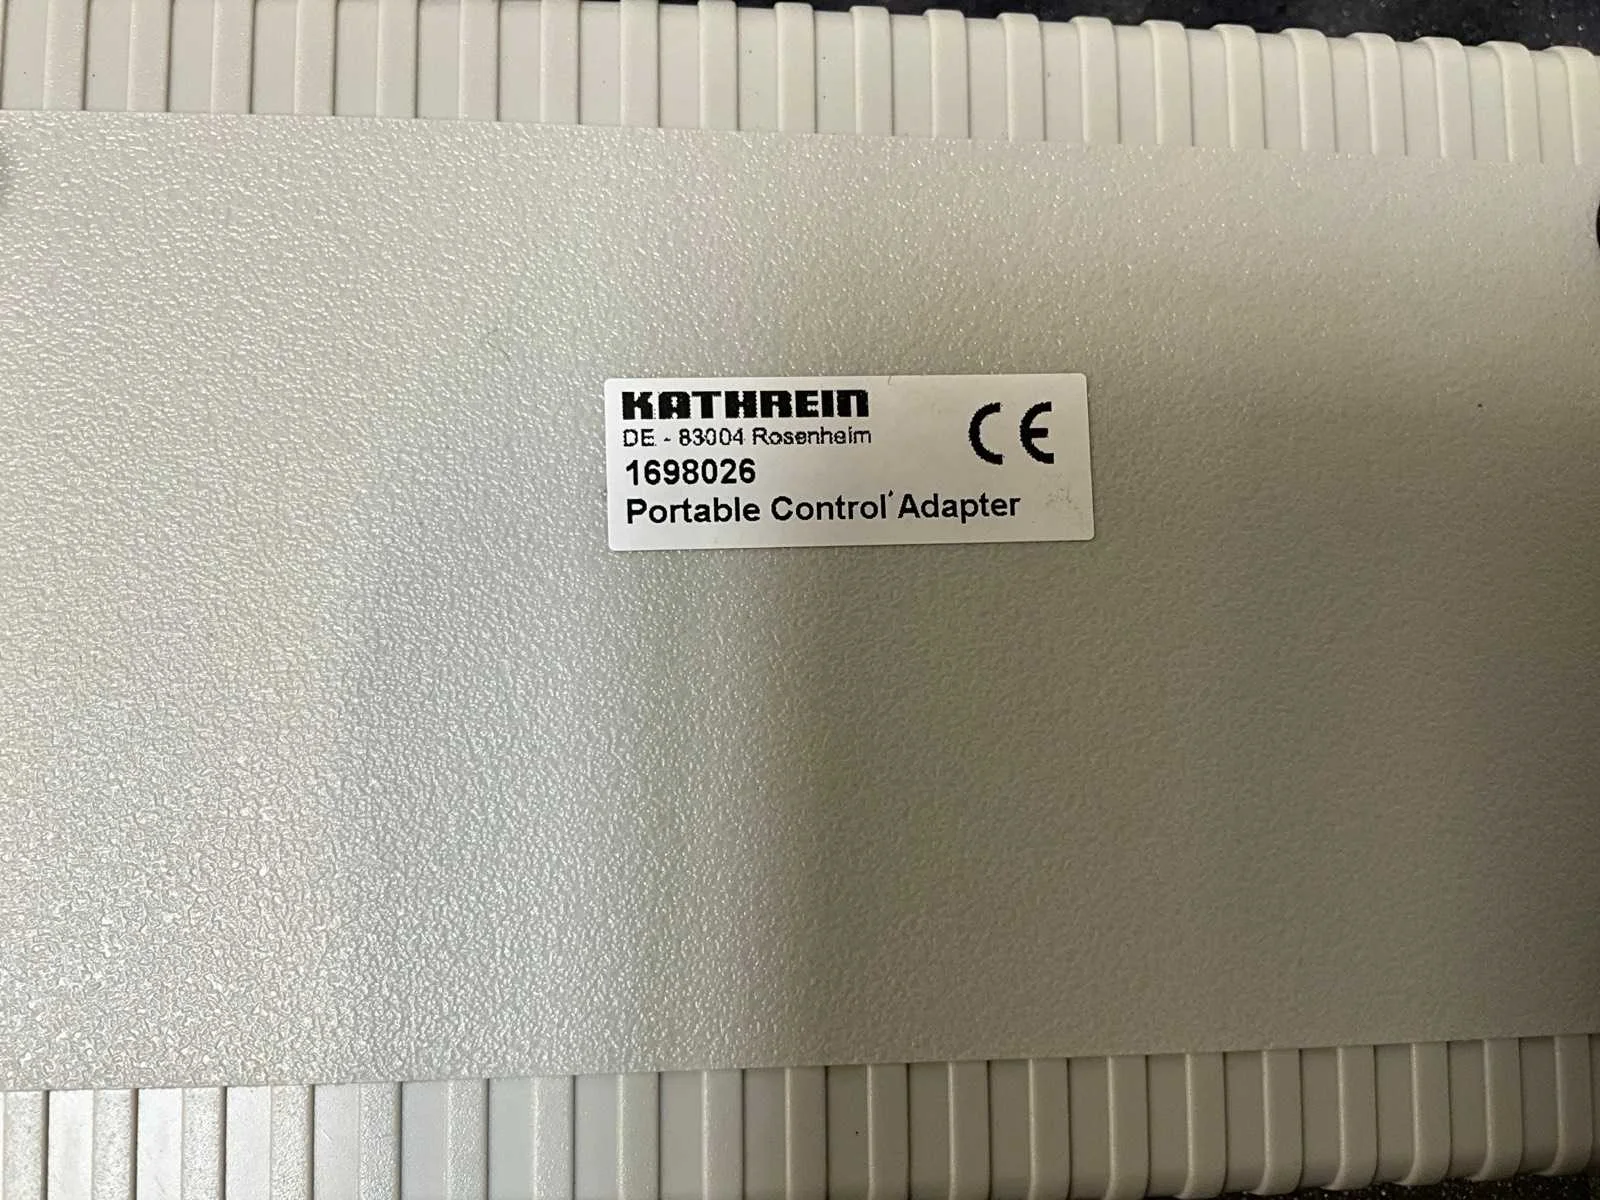 KATHREIN
DE - 83004 Rosenheim
1698026
Portable Control Adapter
CE